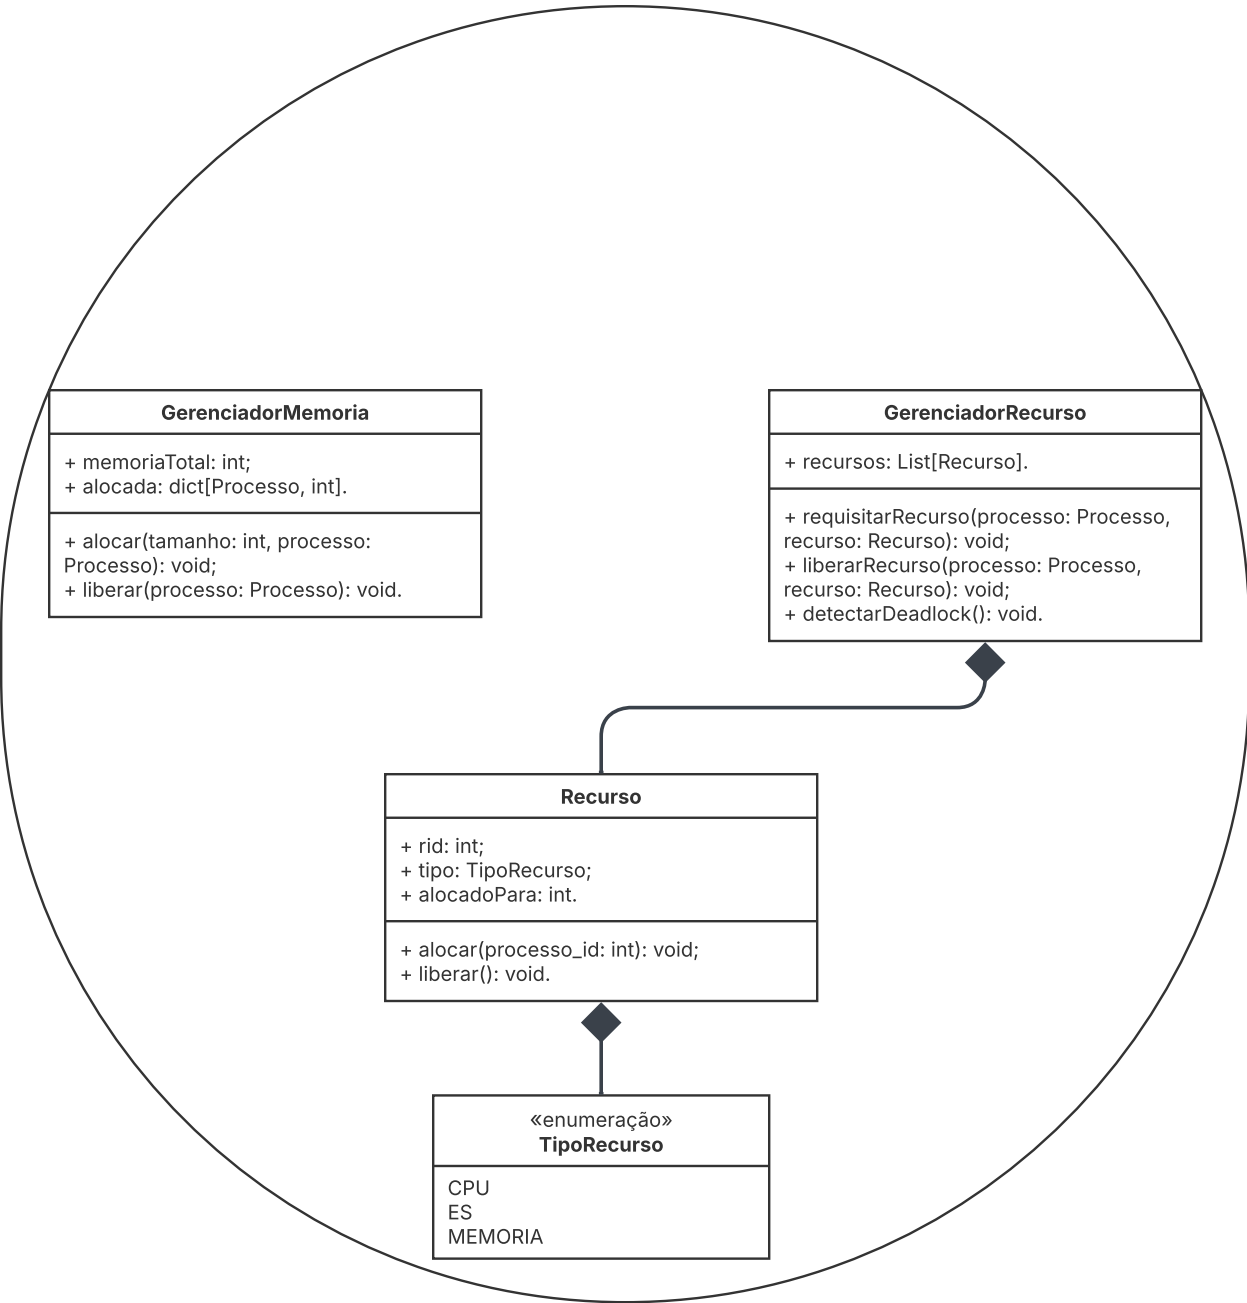 GerenciadorMemoria
+ memoriaTotal: int;
+ alocada: dict[Processo, int].
+ alocar(tamanho: int, processo:
Processo): void;
+ liberar(processo: Processo): void.
GerenciadorRecurso
+ recursos: List[Recurso].
+ requisitarRecurso(processo: Processo,
recurso: Recurso): void;
+ liberarRecurso(processo: Processo,
recurso: Recurso): void;
+ detectarDeadlock(): void.
Recurso
+ rid: int;
+ tipo: TipoRecurso;
+ alocadoPara: int.
+ alocar(processo_id: int): void;
+ liberar(): void.
«enumeração»
TipoRecurso
CPU
ES
MEMORIA